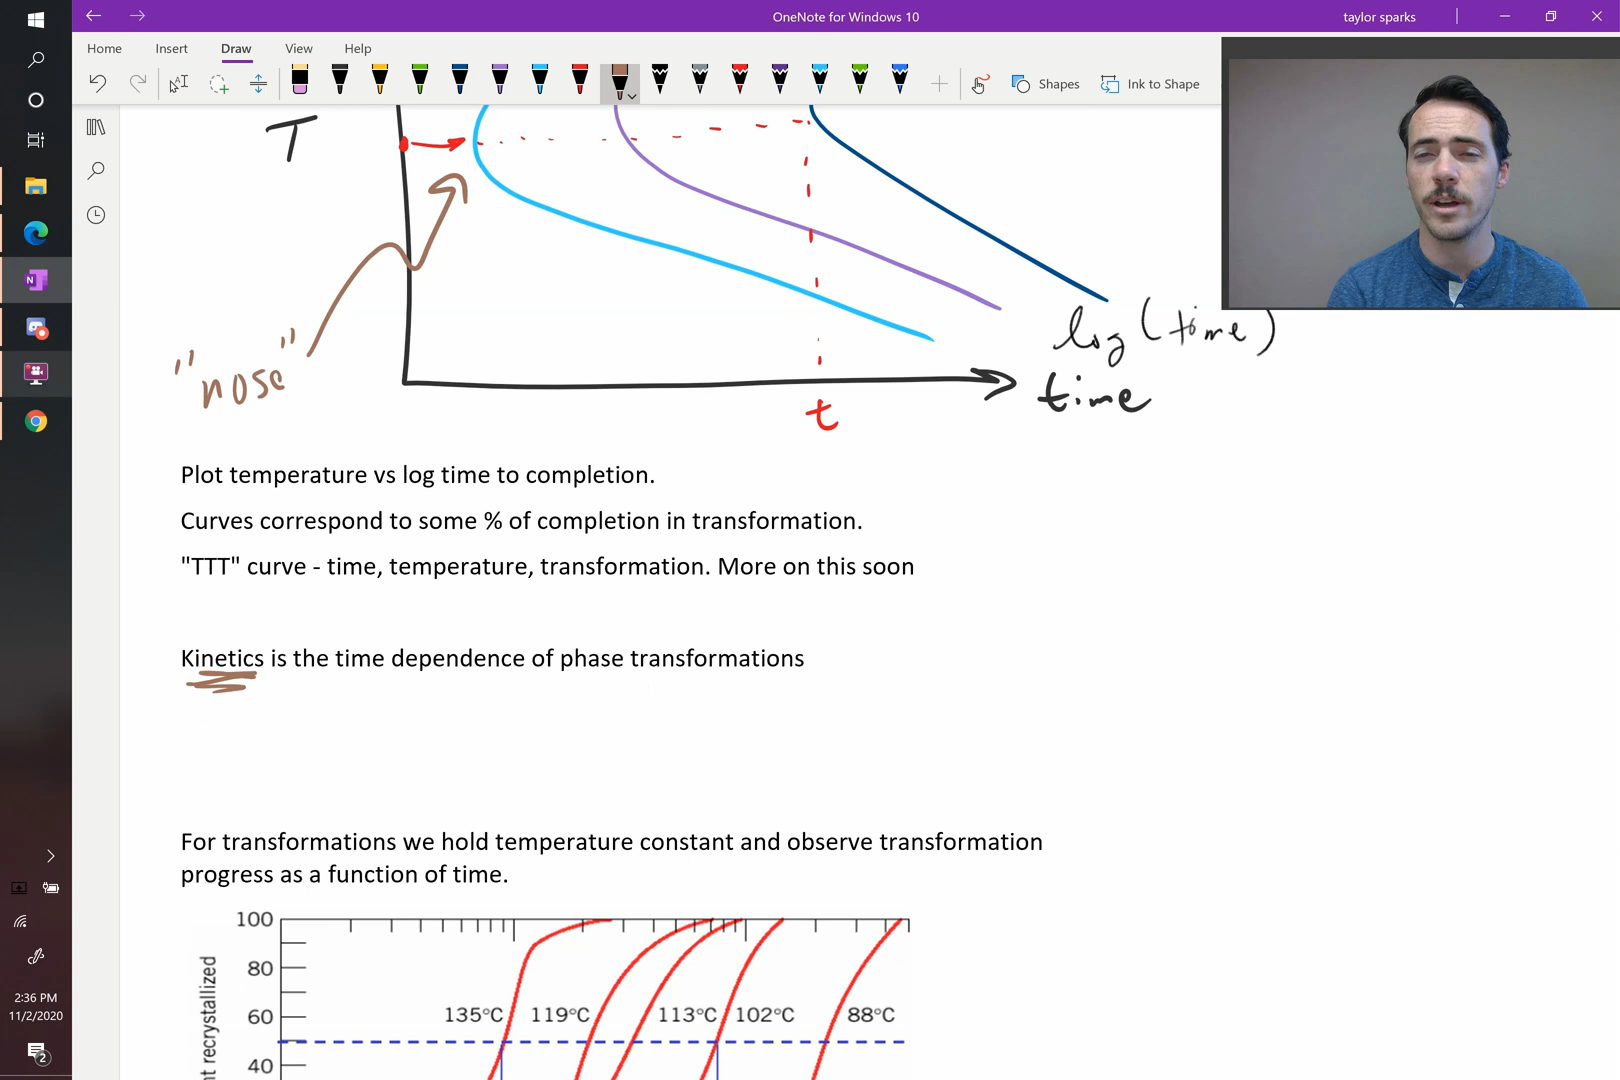 OneNote for Windows 10
taylor sparks
Home Insert Draw View Help
Shapes
Ink to Shape
T
"nose"
log(time)
time
t
Plot temperature vs log time to completion.
Curves correspond to some % of completion in transformation.
"TTT" curve - time, temperature, transformation. More on this soon
Kinetics is the time dependence of phase transformations
For transformations we hold temperature constant and observe transformation
progress as a function of time.
100
80
60
40
135°C 119°C 113°C 102°C 88°C
nt recrystallized
2:36 PM
11/2/2020
2